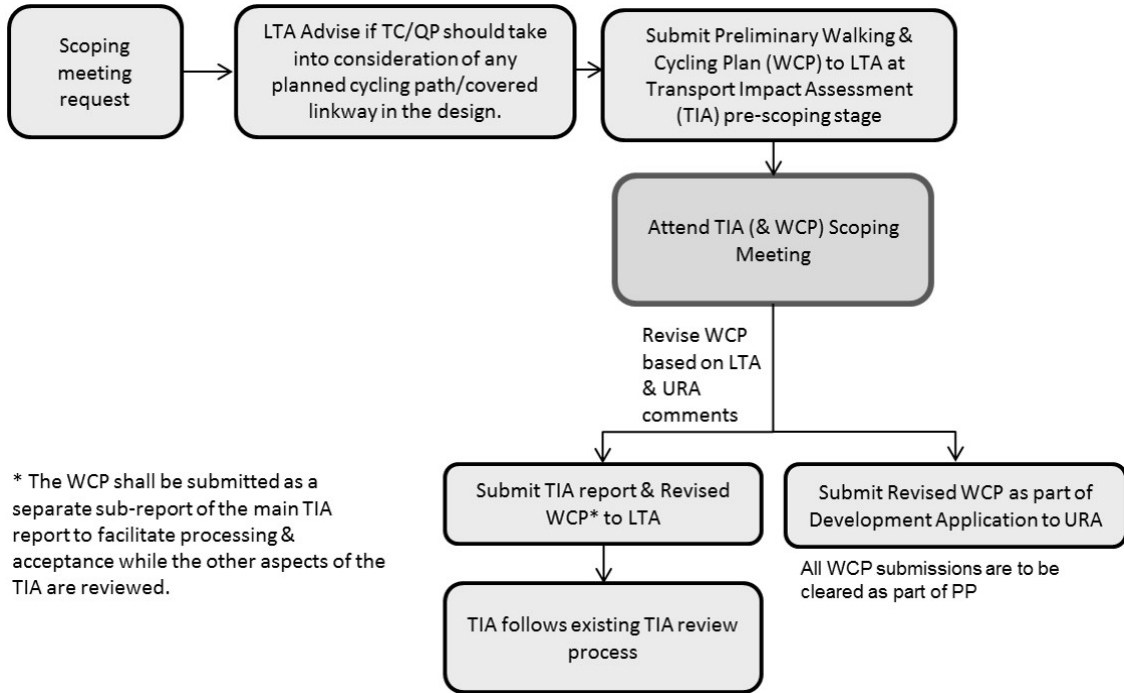 Scoping
meeting
request
LTA Advise if TC/QP should take
into consideration of any
planned cycling path/covered
linkway in the design.
Submit Preliminary Walking &
Cycling Plan (WCP) to LTA at
Transport Impact Assessment
(TIA) pre-scoping stage
Attend TIA (& WCP) Scoping
Meeting
Revise WCP
based on LTA
& URA
comments
* The WCP shall be submitted as a
separate sub-report of the main TIA
report to facilitate processing &
acceptance while the other aspects of the
TIA are reviewed.
Submit TIA report & Revised
WCP* to LTA
Submit Revised WCP as part of
Development Application to URA
All WCP submissions are to be
cleared as part of PP
TIA follows existing TIA review
process